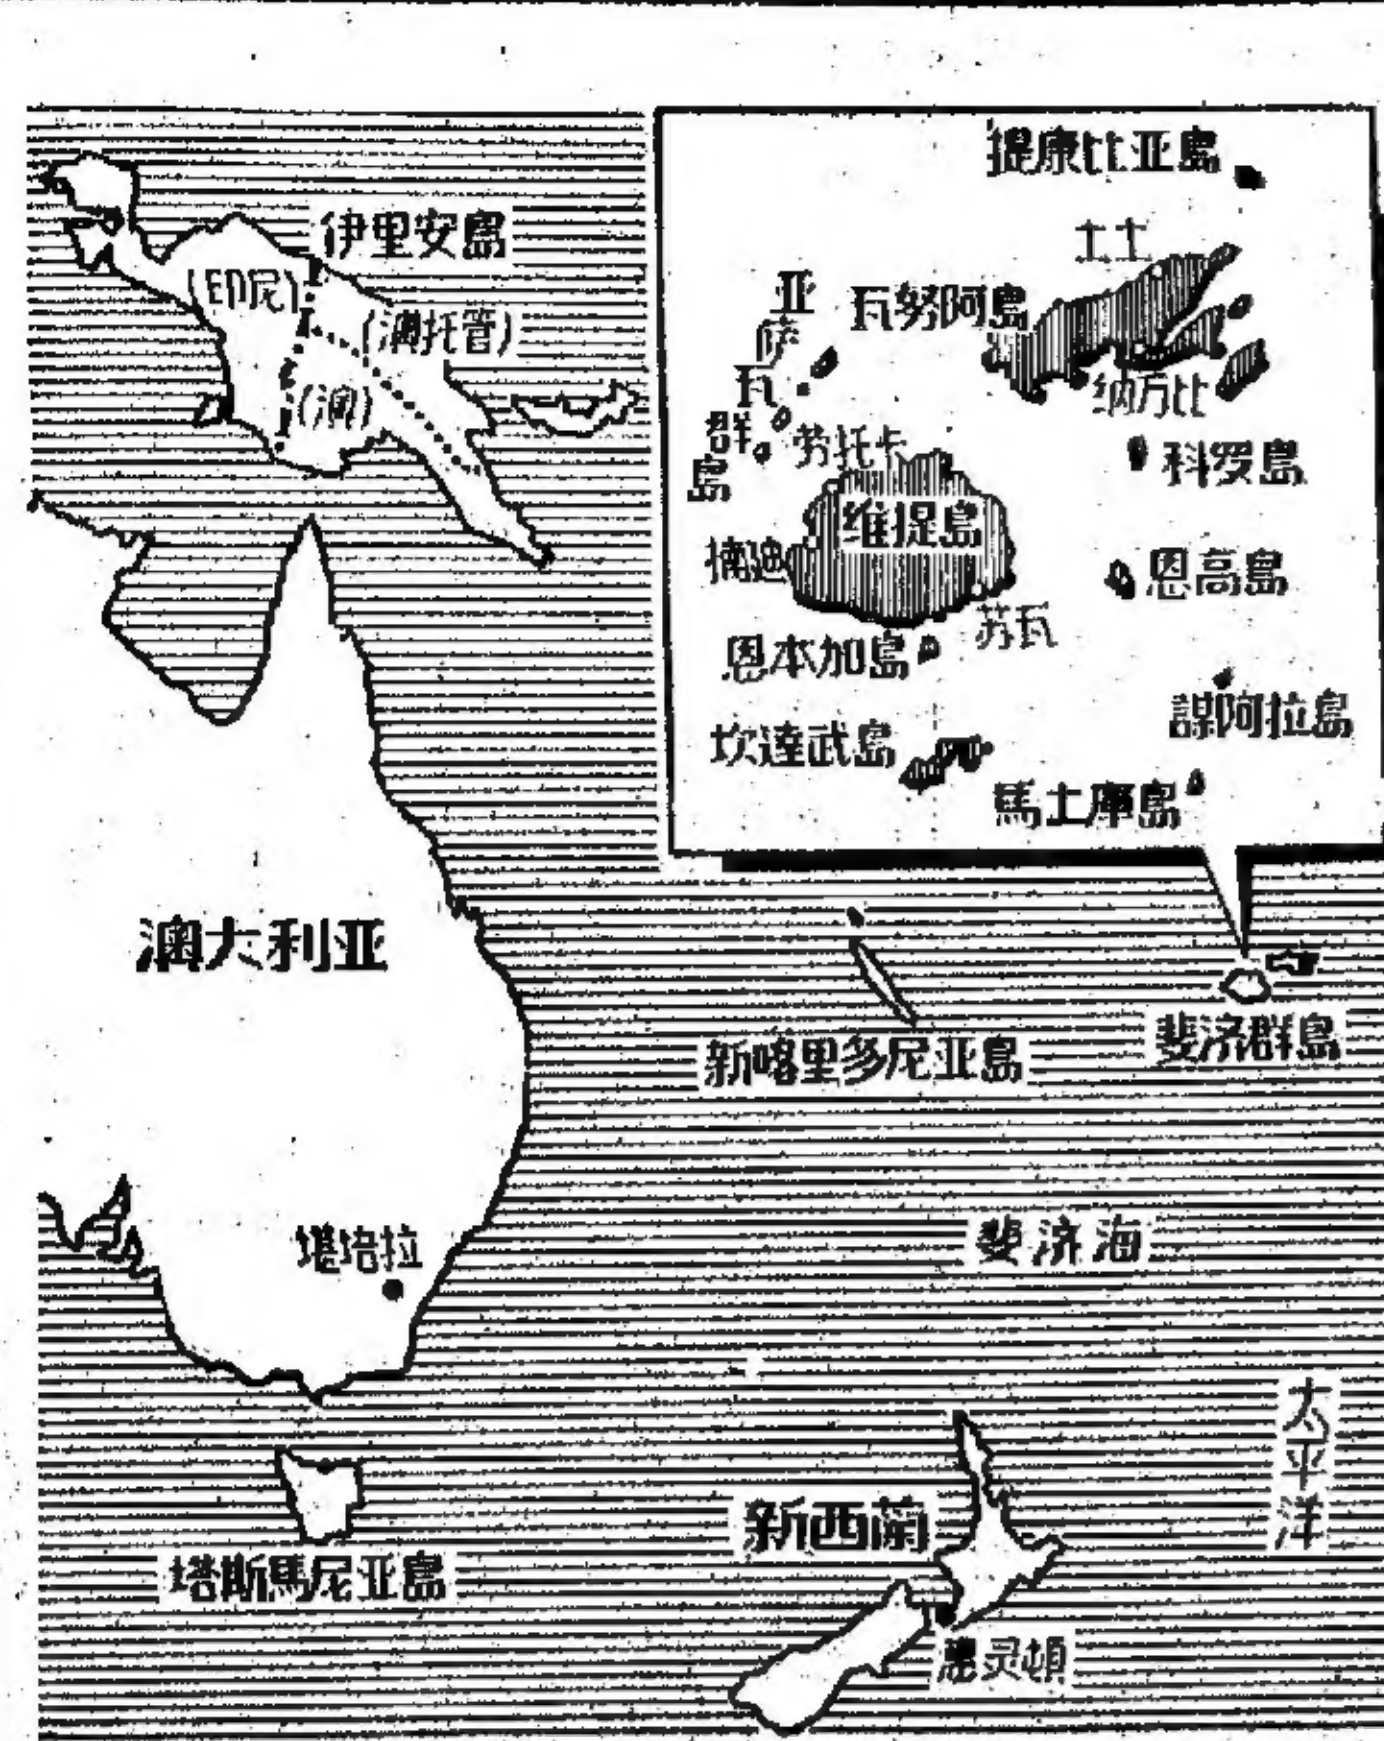 提康比亚島
土土
伊里安島
(印尼)
亚萨瓦群島
瓦努阿島
(澳托管)
(澳)
纳万比
劳托卡
科罗島
维提島
楠迪
恩高島
苏瓦
恩本加島
謀阿拉島
坎達武島
馬土庫島
澳大利亚
斐济群島
新喀里多尼亚島
斐济海
堪培拉
太平洋
新西蘭
塔斯馬尼亚島
惠灵頓